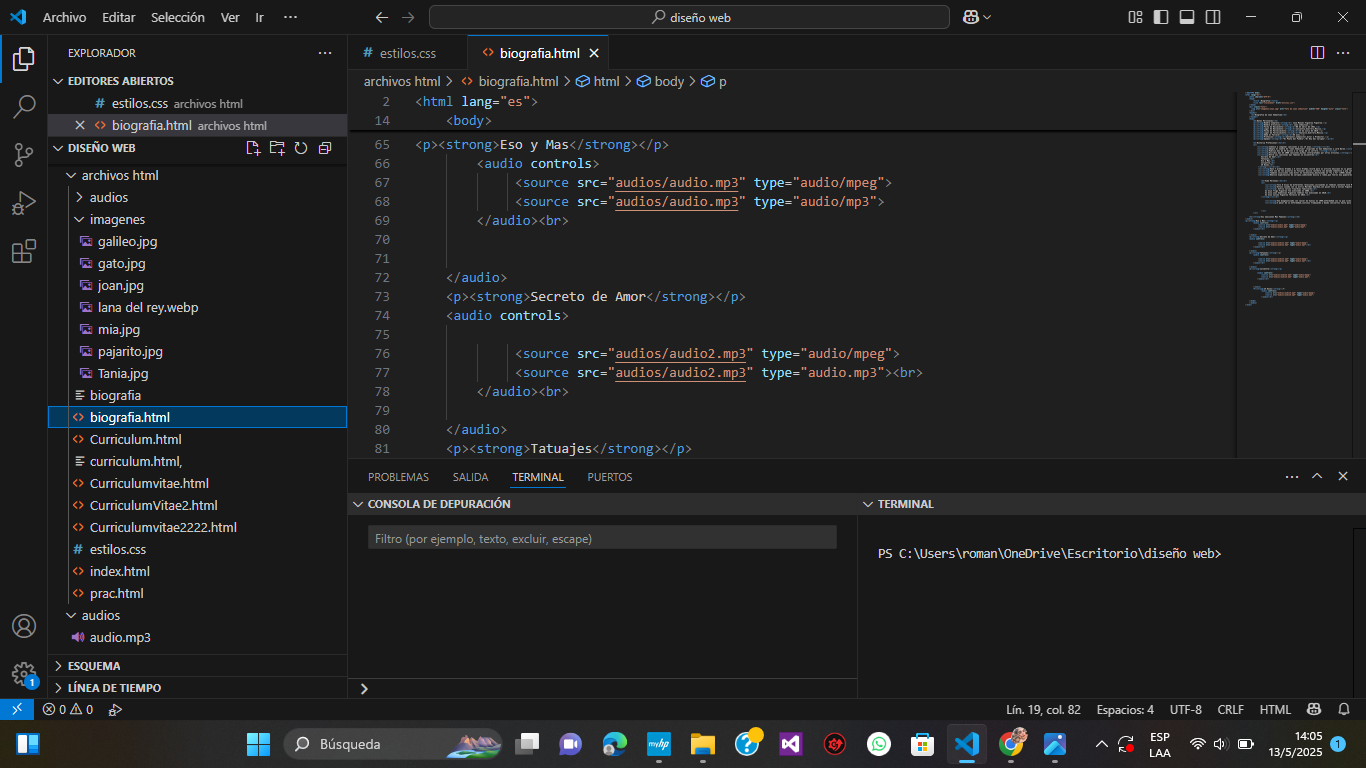 Archivo Editar Selección Ver Ir ···
diseño web
EXPLORADOR
EDITORES ABIERTOS
# estilos.css archivos html
biografia.html archivos html
DISEÑO WEB
archivos html
audios
imagenes
galileo.jpg
gato.jpg
joan.jpg
lana del rey.webp
mia.jpg
pajarito.jpg
Tania.jpg
biografia
biografia.html
Curriculum.html
curriculum.html,
Curriculumvitae.html
CurriculumVitae2.html
Curriculumvitae2222.html
# estilos.css
index.html
prac.html
audios
audio.mp3
ESQUEMA
LÍNEA DE TIEMPO
# estilos.css
biografia.html
archivos html > biografia.html > html > body > p
2 <html lang="es">
14 <body>
65 <p><strong>Eso y Mas</strong></p>
66 <audio controls>
67 <source src="audios/audio.mp3" type="audio/mpeg">
68 <source src="audios/audio.mp3" type="audio/mp3">
69 </audio><br>
70
71
72 </audio>
73 <p><strong>Secreto de Amor</strong></p>
74 <audio controls>
75
76 <source src="audios/audio2.mp3" type="audio/mpeg">
77 <source src="audios/audio2.mp3" type="audio.mp3"><br>
78 </audio><br>
79
80 </audio>
81 <p><strong>Tatuajes</strong></p>
PROBLEMAS SALIDA TERMINAL PUERTOS
CONSOLA DE DEPURACIÓN
Filtro (por ejemplo, texto, excluir, escape)
TERMINAL
PS C:\Users\roman\OneDrive\Escritorio\diseño web>
1
0 0
Lín. 19, col. 82 Espacios: 4 UTF-8 CRLF HTML
Búsqueda
myhp
ESP
LAA
14:05
13/5/2025
1